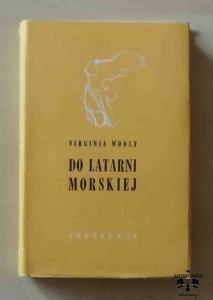 VIRGINIA WOOLF
DO LATARNI
MORSKIEJ
CZYTELNIK